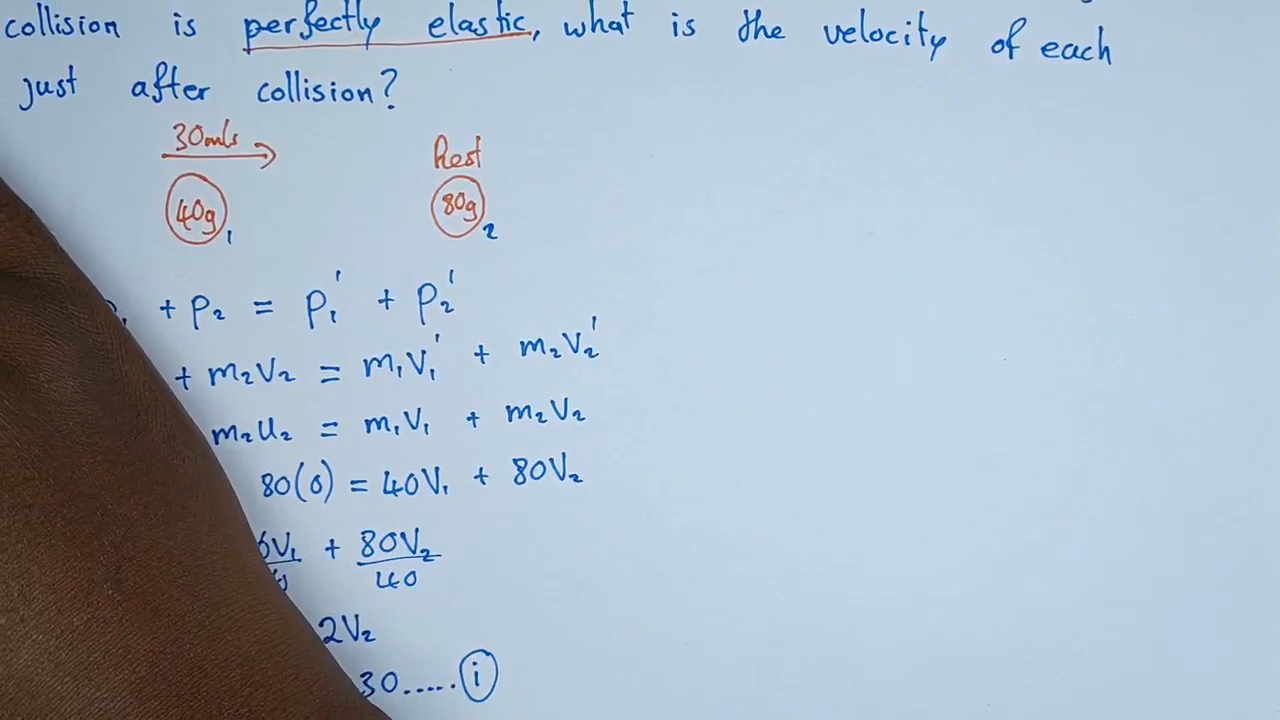 collision is perfectly elastic, what is the velocity of each
just after collision?
30m/s
Rest
40g 1
80g 2
+ P₂ = P₁' + P₂'
+ m₂V₂ = m₁V₁' + m₂V₂'
m₂U₂ = m₁V₁ + m₂V₂
80(0) = 40V₁ + 80V₂
V₁ + 80V₂
40
2V₂
30.....(i)